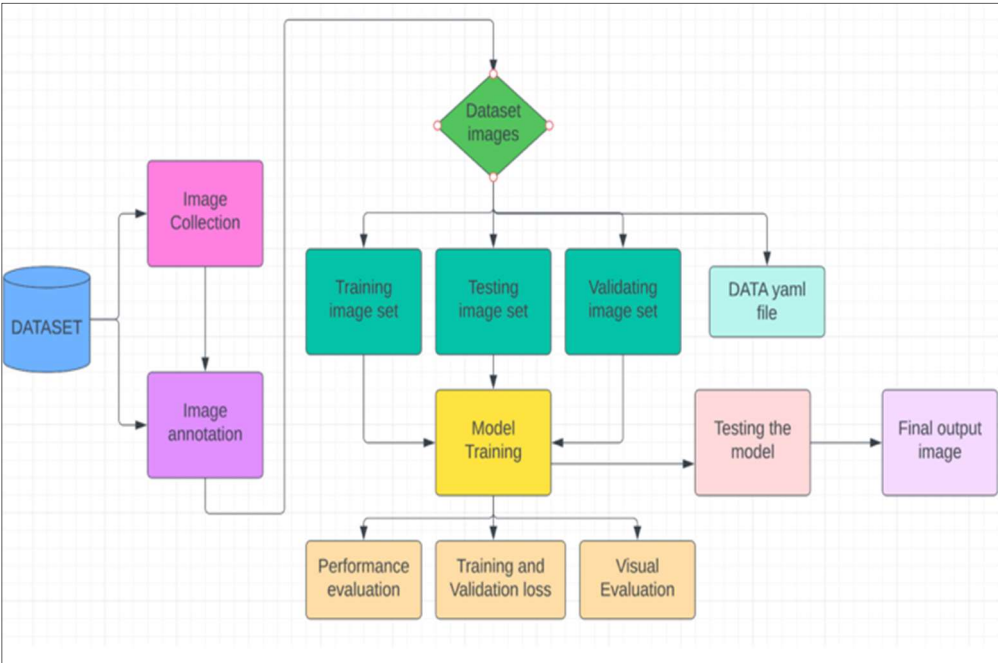 Dataset
images
Image
Collection
DATASET
Image
annotation
Training
image set
Testing
image set
Validating
image set
DATA yaml
file
Model
Training
Testing the
model
Final output
image
Performance
evaluation
Training and
Validation loss
Visual
Evaluation